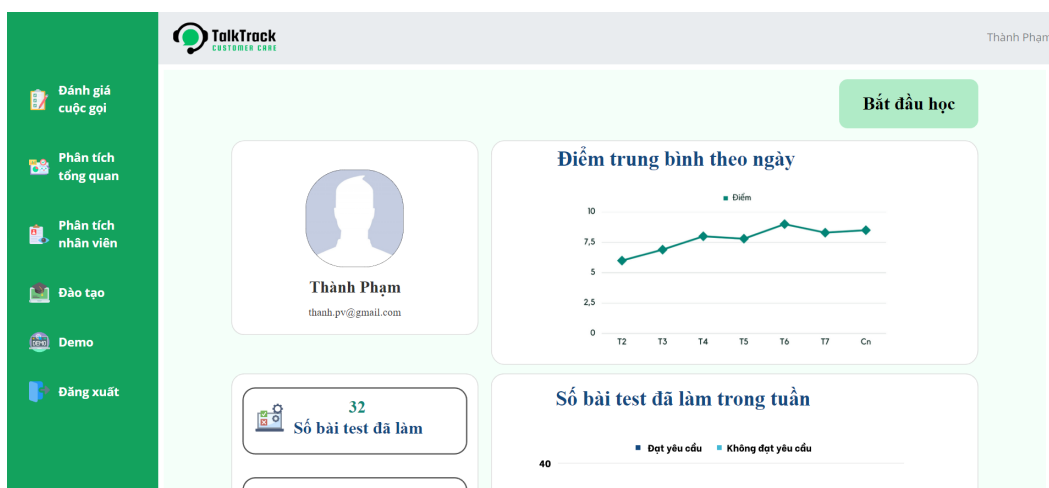 TalkTrack
CUSTOMER CARE
Thành Phạm
Đánh giá
cuộc gọi
Phân tích
tổng quan
Phân tích
nhân viên
Đào tạo
Demo
Đăng xuất
Bắt đầu học
Thành Phạm
thanh.pv@gmail.com
Điểm trung bình theo ngày
Điểm
10
7,5
5
2,5
0
T2 T3 T4 T5 T6 T7 Cn
32
Số bài test đã làm
Số bài test đã làm trong tuần
Đạt yêu cầu Không đạt yêu cầu
40